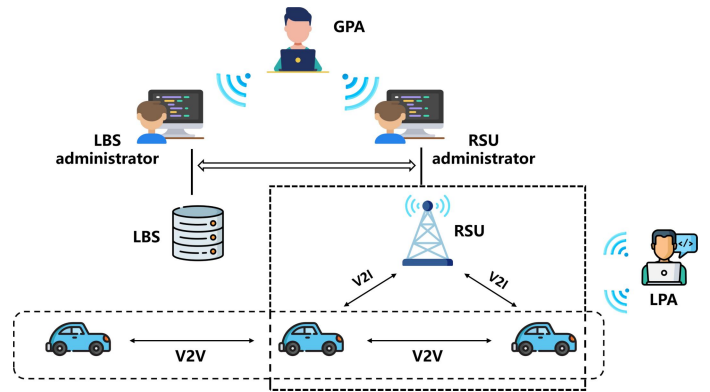 GPA
LBS
administrator
RSU
administrator
LBS
RSU
V2I
V2I
LPA
V2V
V2V